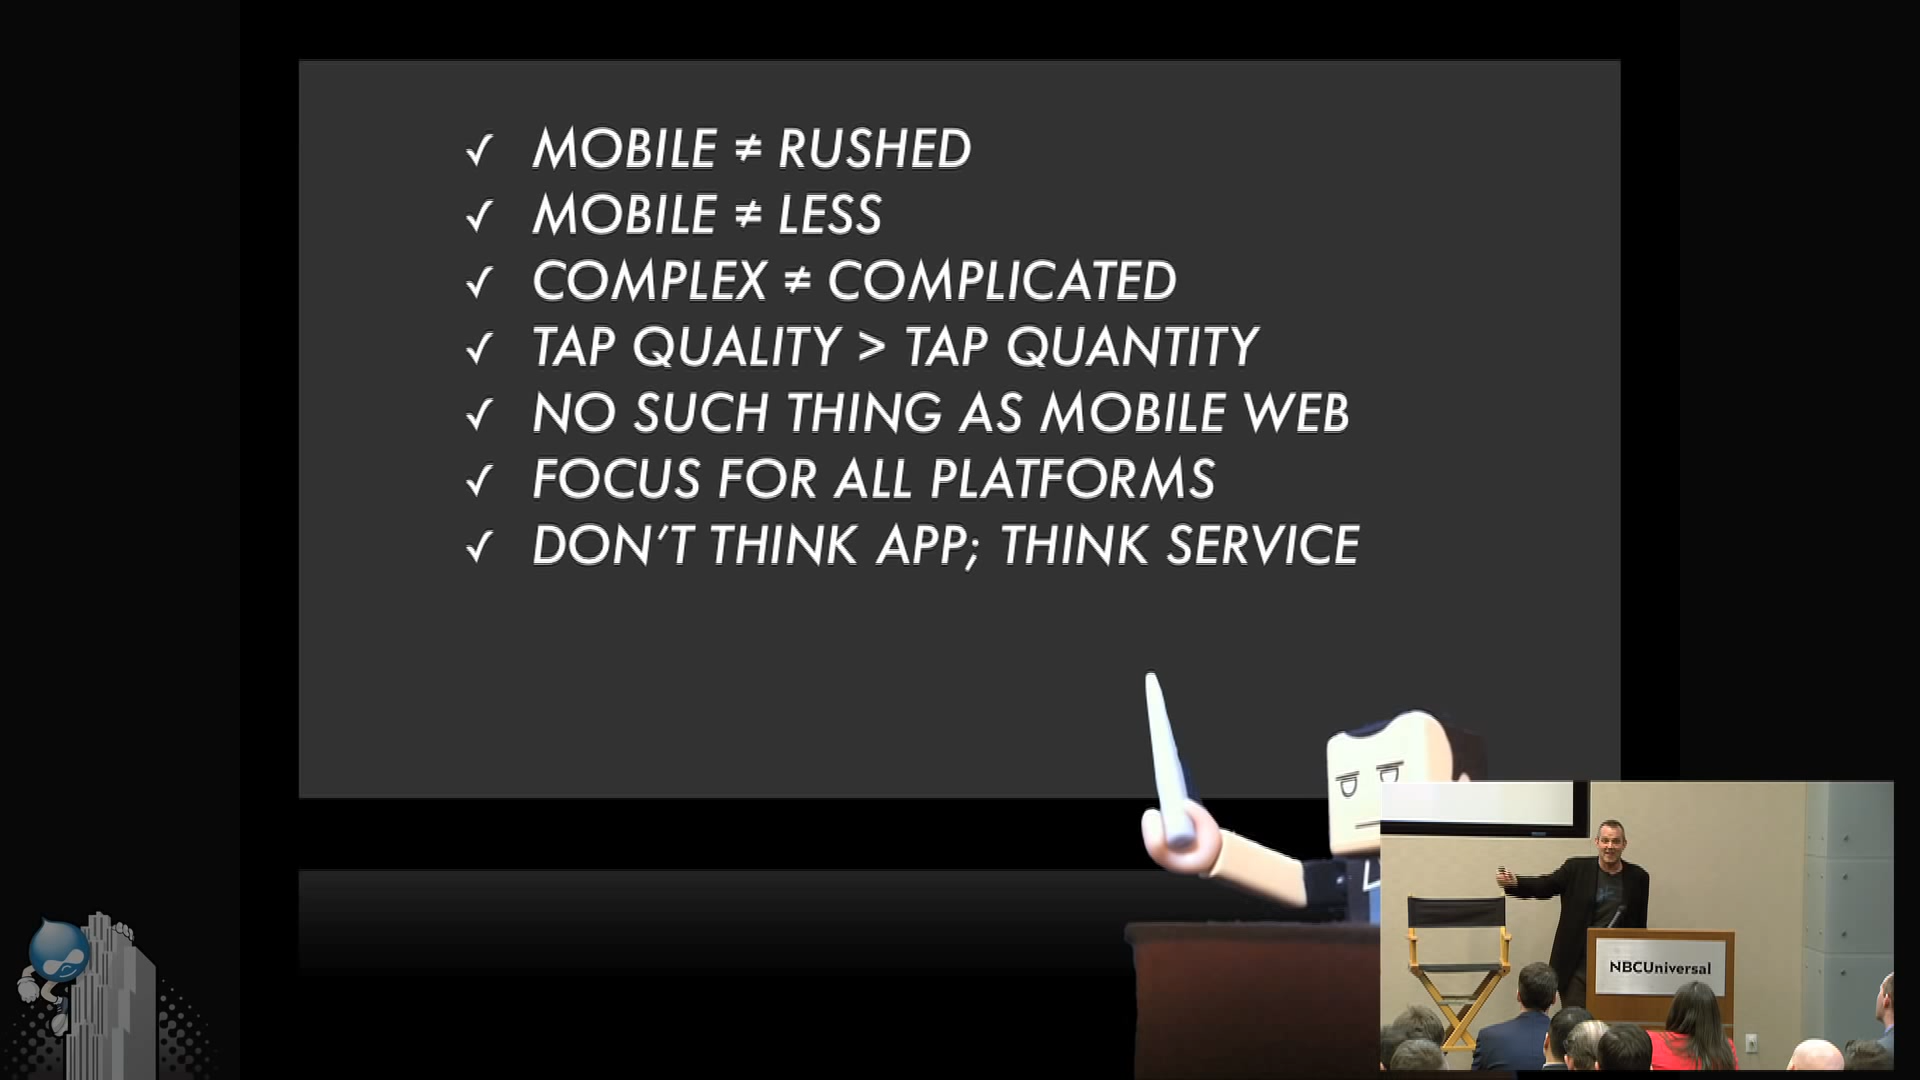 ✓ MOBILE ≠ RUSHED
✓ MOBILE ≠ LESS
✓ COMPLEX ≠ COMPLICATED
✓ TAP QUALITY > TAP QUANTITY
✓ NO SUCH THING AS MOBILE WEB
✓ FOCUS FOR ALL PLATFORMS
✓ DON'T THINK APP; THINK SERVICE
NBCUniversal